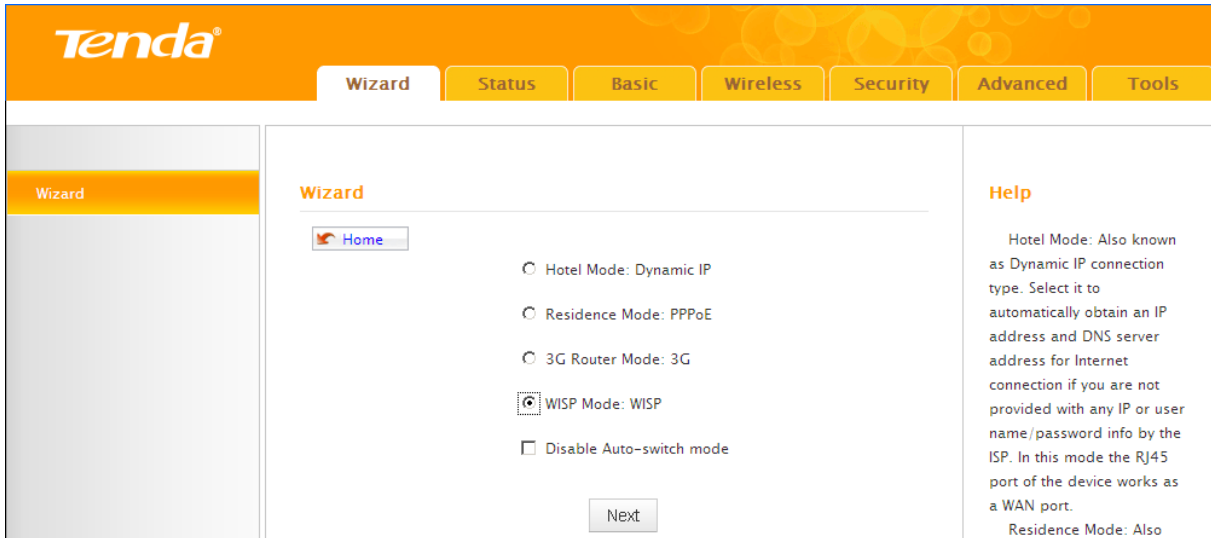 Tenda®
Wizard Status Basic Wireless Security Advanced Tools
Wizard
Wizard
Home
Hotel Mode: Dynamic IP
Residence Mode: PPPoE
3G Router Mode: 3G
WISP Mode: WISP
Disable Auto-switch mode
Next
Help
Hotel Mode: Also known
as Dynamic IP connection
type. Select it to
automatically obtain an IP
address and DNS server
address for Internet
connection if you are not
provided with any IP or user
name/password info by the
ISP. In this mode the RJ45
port of the device works as
a WAN port.
Residence Mode: Also